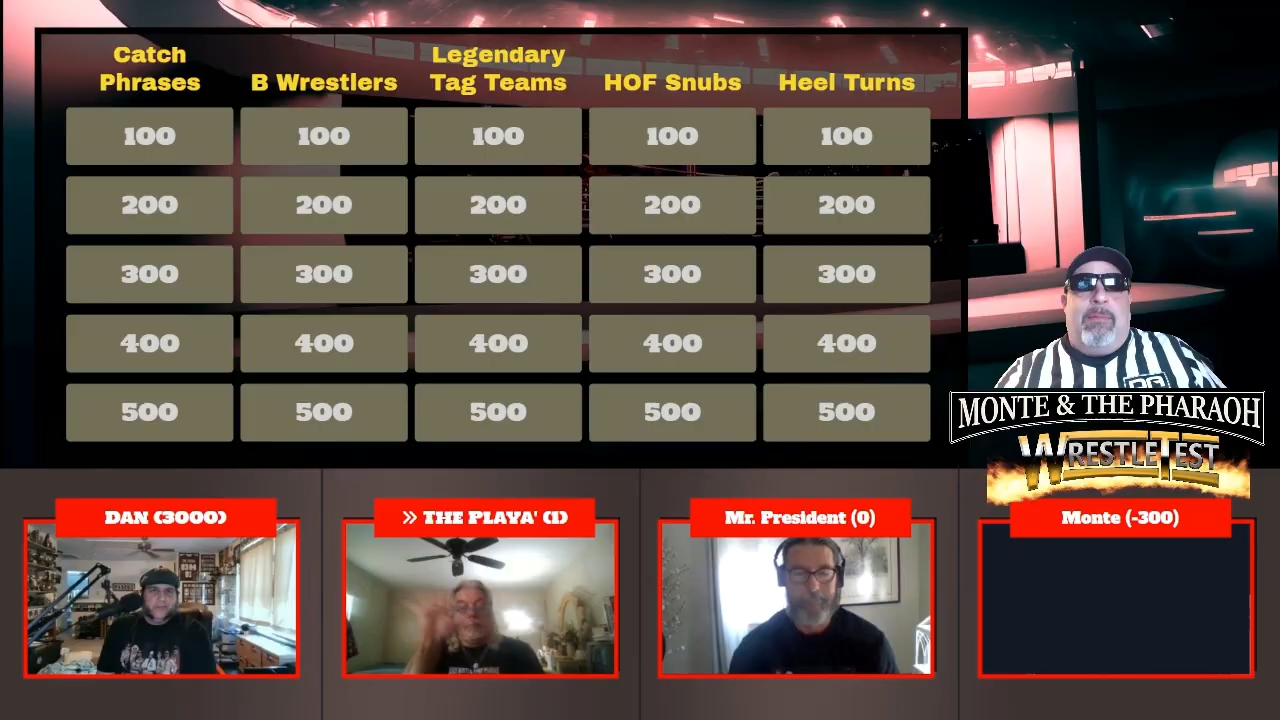 Catch
Phrases
B Wrestlers
Legendary
Tag Teams
HOF Snubs
Heel Turns
100 100 100 100 100
200 200 200 200 200
300 300 300 300 300
400 400 400 400 400
500 500 500 500 500
MONTE & THE PHARAOH
WRESTLETEST
DAN (3000)
» THE PLAYA' (1)
Mr. President (0)
Monte (-300)